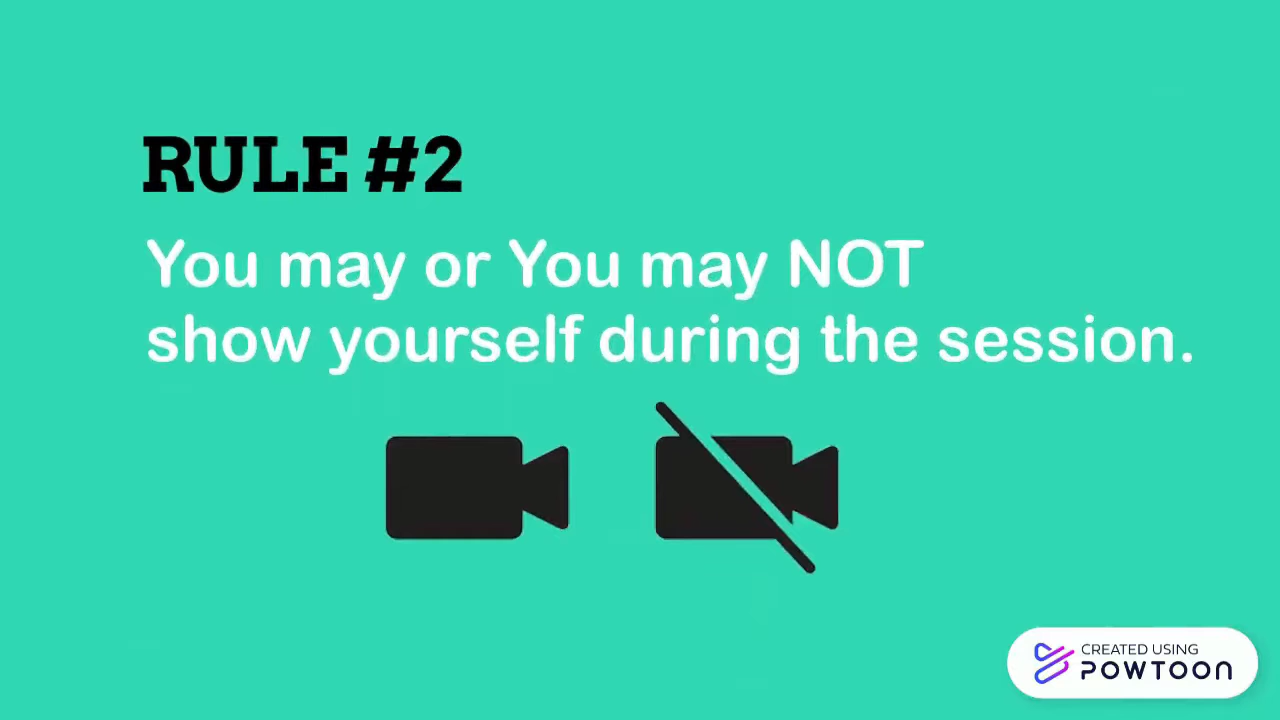 RULE #2
You may or You may NOT
show yourself during the session.
CREATED USING
POWTOON